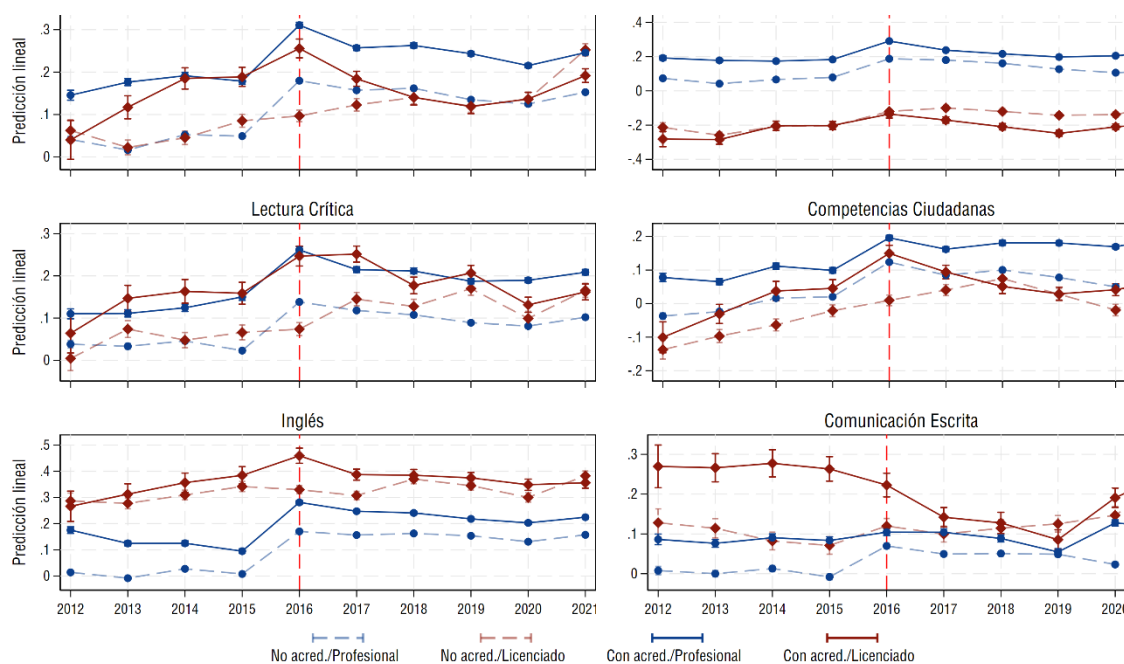 Predicción lineal
.3
.2
.1
0
.4
0.2
0
-.2
-.4
Lectura Crítica
Predicción lineal
.3
.2
.1
0
Competencias Ciudadanas
.2
.1
0
-.1
-.2
Inglés
Predicción lineal
.5
.4
.3
.2
.1
0
2012 2013 2014 2015 2016 2017 2018 2019 2020 2021
Comunicación Escrita
.3
.2
.1
0
2012 2013 2014 2015 2016 2017 2018 2019 2020
No acred./Profesional No acred./Licenciado Con acred./Profesional Con acred./Licenciado